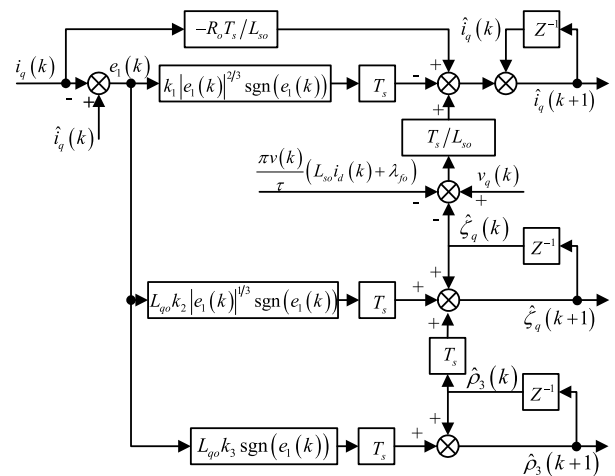 −R_o T_s / L_so
î_q(k)
Z⁻¹
i_q(k)
e_1(k)
k_1 |e_1(k)|^{2/3} sgn(e_1(k))
T_s
î_q(k+1)
î_q(k)
T_s / L_so
πv(k)/τ (L_so i_d(k) + λ_fo)
v_q(k)
ζ̂_q(k)
Z⁻¹
L_qo k_2 |e_1(k)|^{1/3} sgn(e_1(k))
T_s
ζ̂_q(k+1)
T_s
ρ̂_3(k)
Z⁻¹
L_qo k_3 sgn(e_1(k))
T_s
ρ̂_3(k+1)